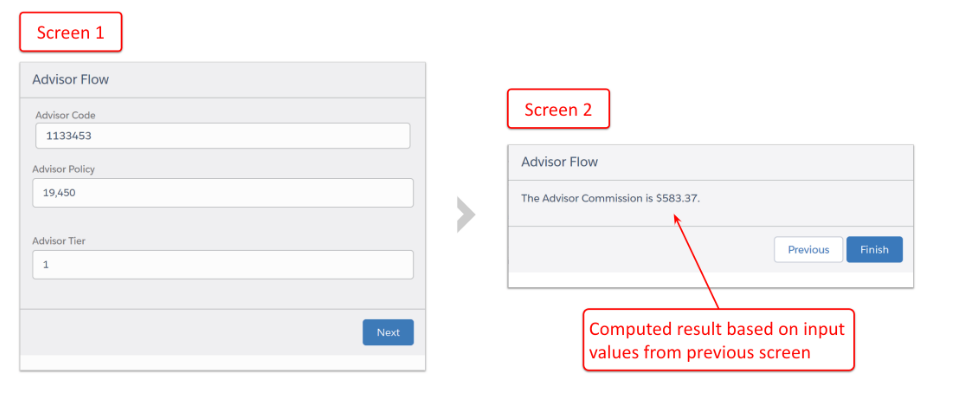 Screen 1
Advisor Flow
Advisor Code
1133453
Advisor Policy
19,450
Advisor Tier
1
Next
Screen 2
Advisor Flow
The Advisor Commission is $583.37.
Previous
Finish
Computed result based on input
values from previous screen